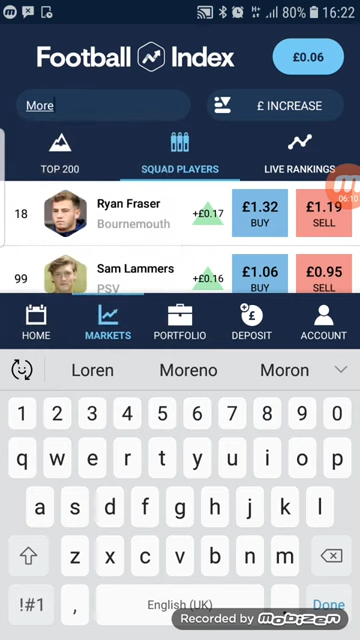 80% 16:22
Football Index
£0.06
More
£ INCREASE
TOP 200
SQUAD PLAYERS
LIVE RANKINGS
06:10
18
Ryan Fraser
Bournemouth
+£0.17
£1.32
BUY
£1.19
SELL
99
Sam Lammers
PSV
+£0.16
£1.06
BUY
£0.95
SELL
HOME
MARKETS
PORTFOLIO
DEPOSIT
ACCOUNT
Loren Moreno Moron
1 2 3 4 5 6 7 8 9 0
q w e r t y u i o p
a s d f g h j k l
z x c v b n m
!#1 , English (UK) . Done
Recorded by Mobizen